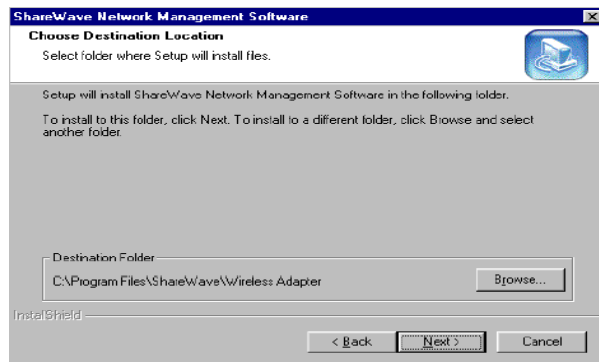 ShareWave Network Management Software
Choose Destination Location
Select folder where Setup will install files.
Setup will install ShareWave Network Management Software in the following folder.
To install to this folder, click Next. To install to a different folder, click Browse and select
another folder.
Destination Folder
C:\Program Files\ShareWave\Wireless Adapter
Browse...
InstallShield
< Back
Next >
Cancel